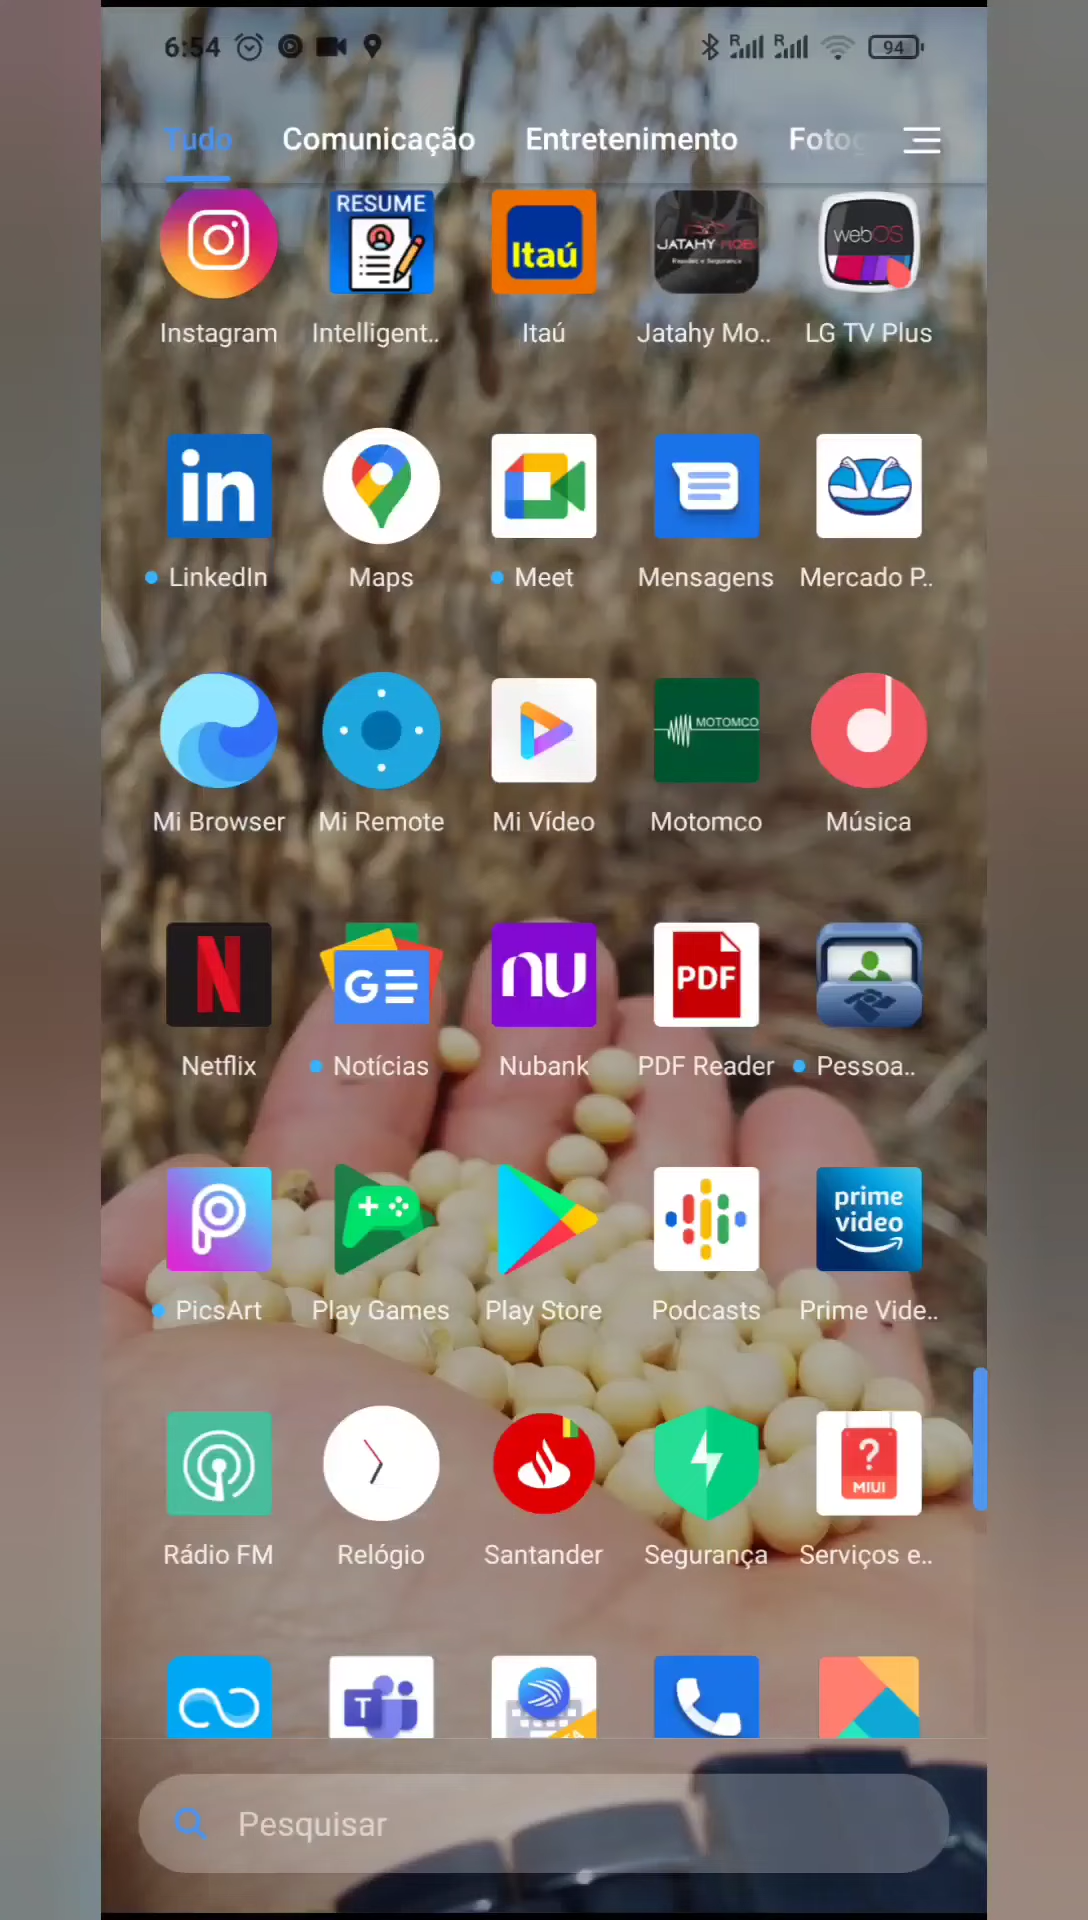 6:54
R
R
94
Tudo
Comunicação
Entretenimento
Fotog
RESUME
Itaú
JATAHY MOBI
webOS
Instagram
Intelligent..
Itaú
Jatahy Mo..
LG TV Plus
in
LinkedIn
Maps
Meet
Mensagens
Mercado P..
MOTOMCO
Mi Browser
Mi Remote
Mi Vídeo
Motomco
Música
N
GE
nu
PDF
Netflix
Notícias
Nubank
PDF Reader
Pessoa..
prime
video
PicsArt
Play Games
Play Store
Podcasts
Prime Vide..
?
MIUI
Rádio FM
Relógio
Santander
Segurança
Serviços e..
T
Pesquisar